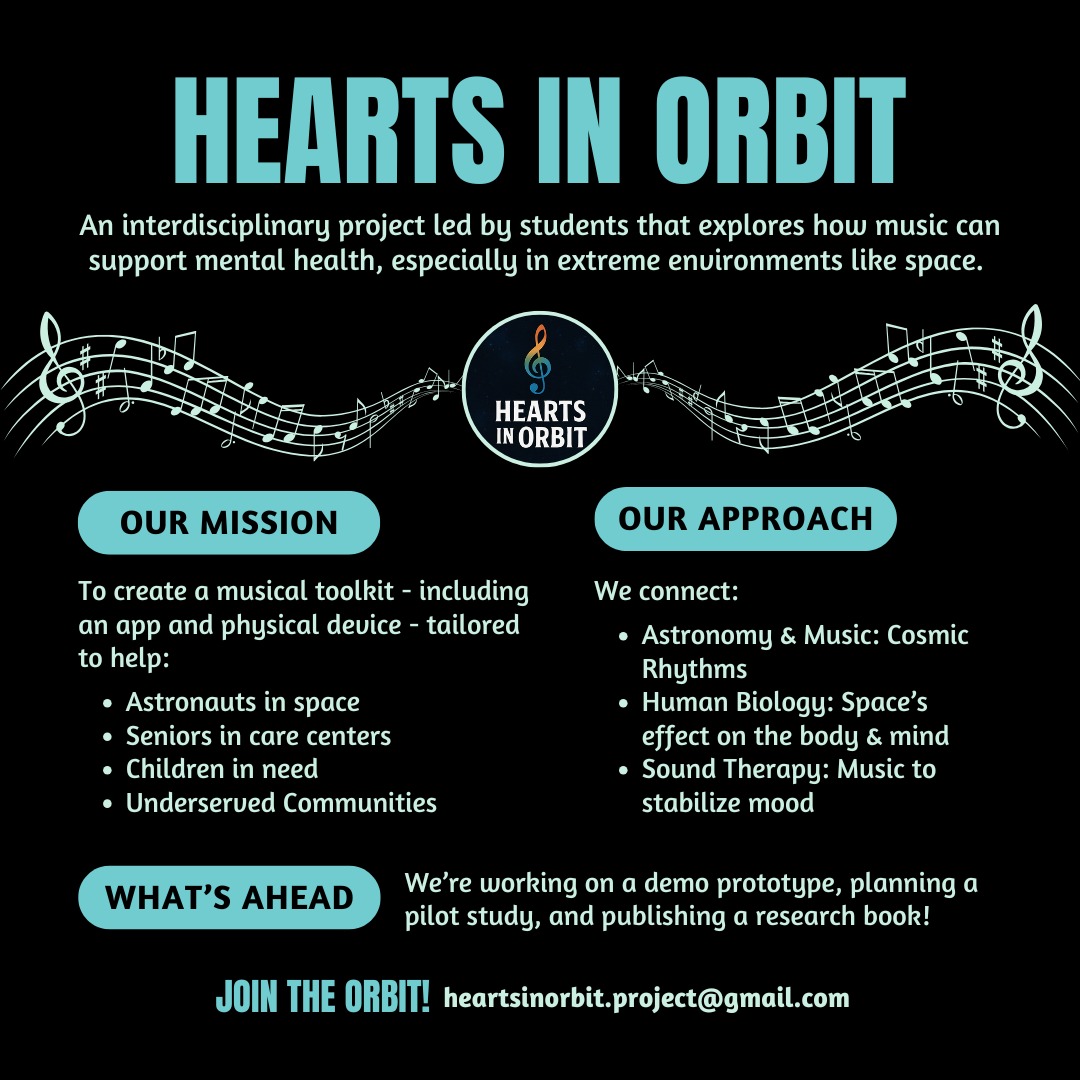 HEARTS IN ORBIT
An interdisciplinary project led by students that explores how music can
support mental health, especially in extreme environments like space.
HEARTS
IN ORBIT
OUR MISSION
To create a musical toolkit - including
an app and physical device - tailored
to help:
• Astronauts in space
• Seniors in care centers
• Children in need
• Underserved Communities
OUR APPROACH
We connect:
• Astronomy & Music: Cosmic
Rhythms
• Human Biology: Space’s
effect on the body & mind
• Sound Therapy: Music to
stabilize mood
WHAT’S AHEAD
We’re working on a demo prototype, planning a
pilot study, and publishing a research book!
JOIN THE ORBIT! heartsinorbit.project@gmail.com